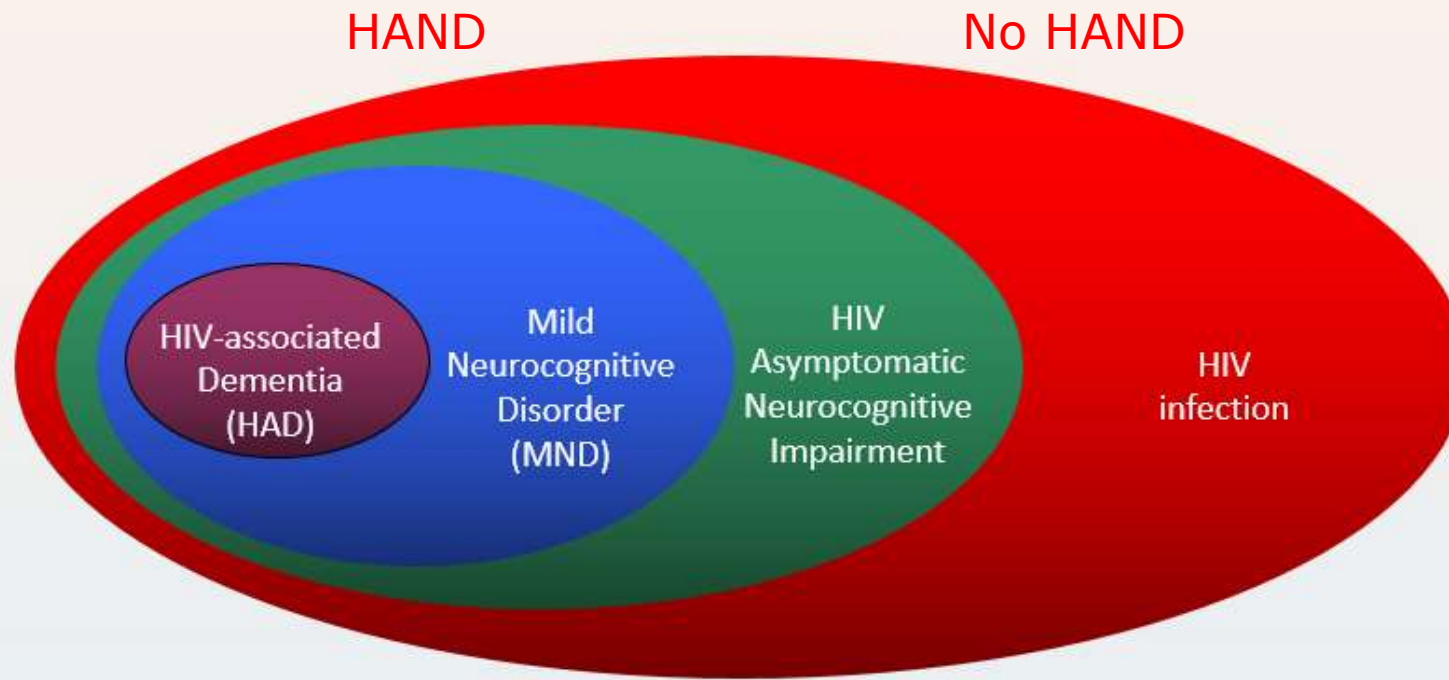 HAND
No HAND
HIV-associated
Dementia
(HAD)
Mild
Neurocognitive
Disorder
(MND)
HIV
Asymptomatic
Neurocognitive
Impairment
HIV
infection